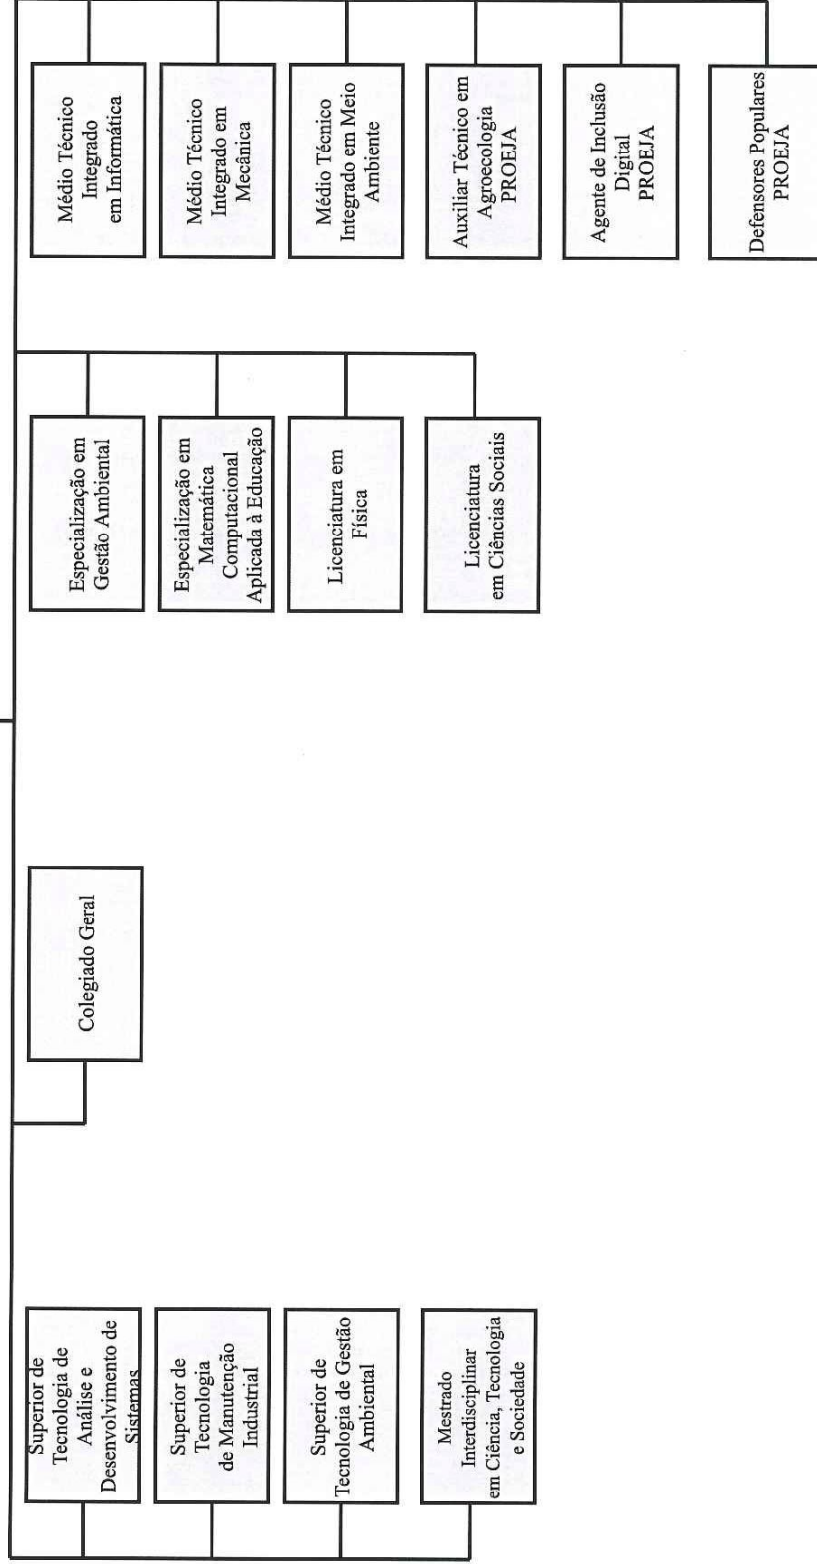 Superior de
Tecnologia de
Análise e
Desenvolvimento de
Sistemas
Superior de
Tecnologia
de Manutenção
Industrial
Superior de
Tecnologia de Gestão
Ambiental
Mestrado
Interdisciplinar
em Ciência, Tecnologia
e Sociedade
Colegiado Geral
Especialização em
Gestão Ambiental
Especialização em
Matemática
Computacional
Aplicada à Educação
Licenciatura em
Física
Licenciatura
em Ciências Sociais
Médio Técnico
Integrado
em Informática
Médio Técnico
Integrado em
Mecânica
Médio Técnico
Integrado em Meio
Ambiente
Auxiliar Técnico em
Agroecologia
PROEJA
Agente de Inclusão
Digital
PROEJA
Defensores Populares
PROEJA